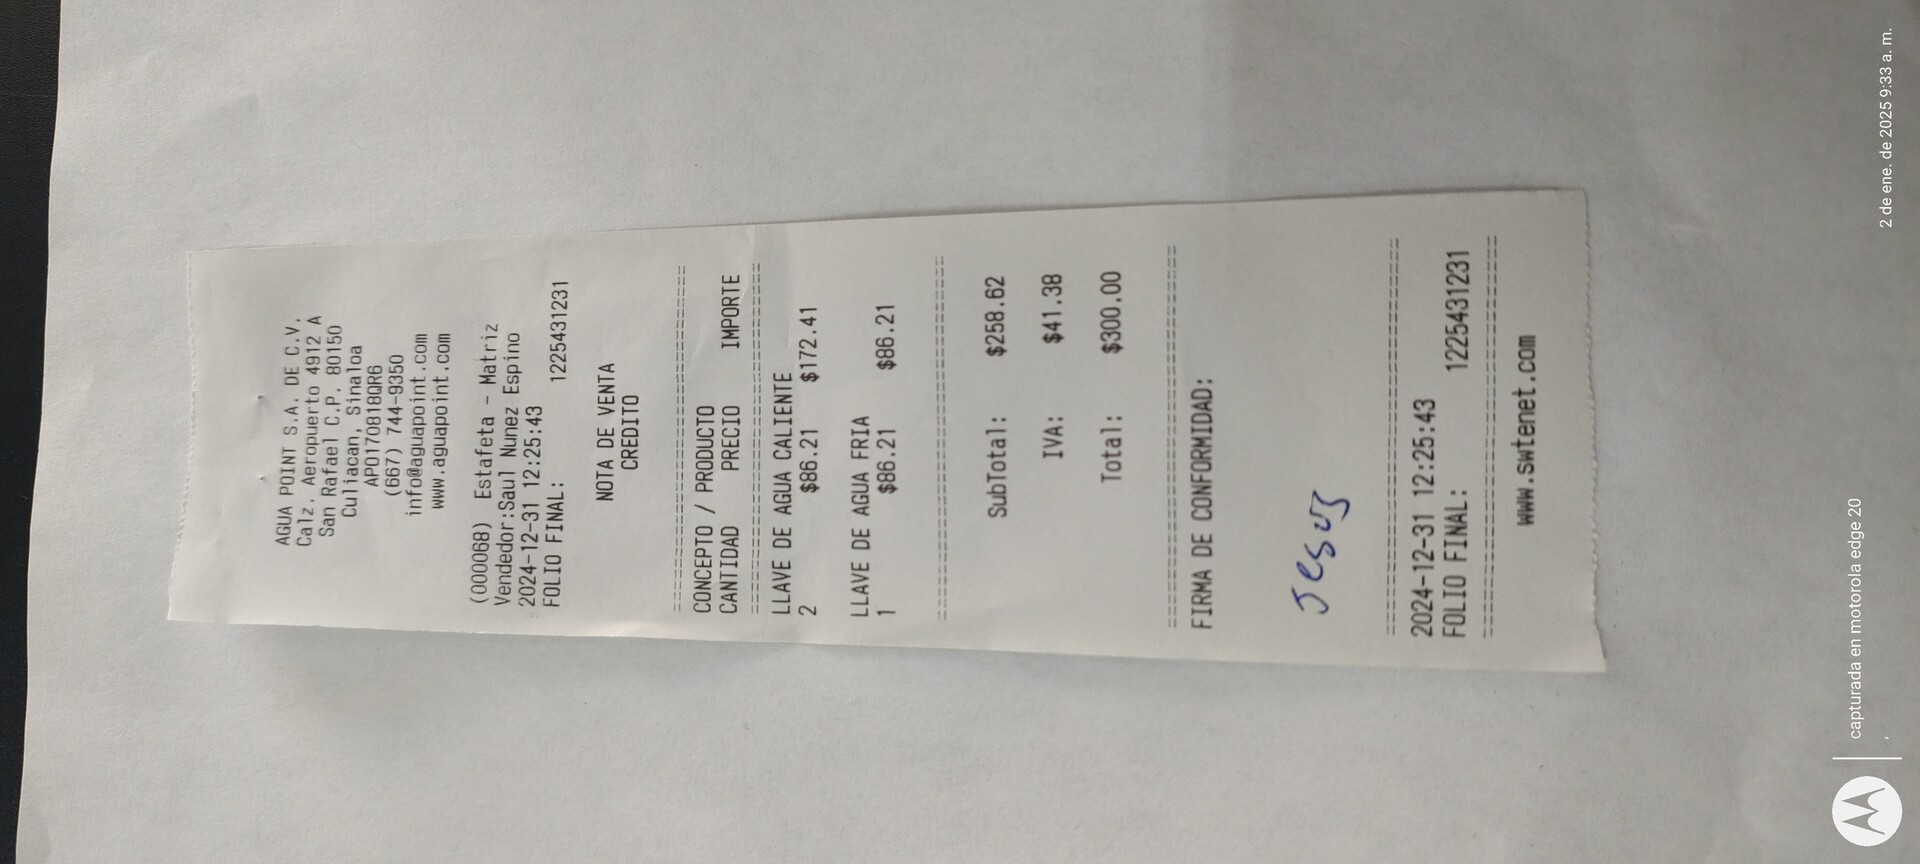 AGUA POINT S.A. DE C.V.
Calz. Aeropuerto 4912 A
San Rafael C.P. 80150
Culiacan, Sinaloa
APO170818QR6
(667) 744-9350
info@aguapoint.com
www.aguapoint.com
(000068) Estafeta - Matriz
Vendedor:Saul Nunez Espino
2024-12-31 12:25:43
FOLIO FINAL: 1225431231
NOTA DE VENTA
CREDITO
================================
CONCEPTO / PRODUCTO
CANTIDAD PRECIO IMPORTE
================================
LLAVE DE AGUA CALIENTE
2 $86.21 $172.41
LLAVE DE AGUA FRIA
1 $86.21 $86.21
================================
SubTotal: $258.62
IVA: $41.38
Total: $300.00
================================
FIRMA DE CONFORMIDAD:
Jesus
================================
2024-12-31 12:25:43
FOLIO FINAL: 1225431231
================================
www.swtenet.com
capturada en motorola edge 20
2 de ene. de 2025 9:33 a. m.